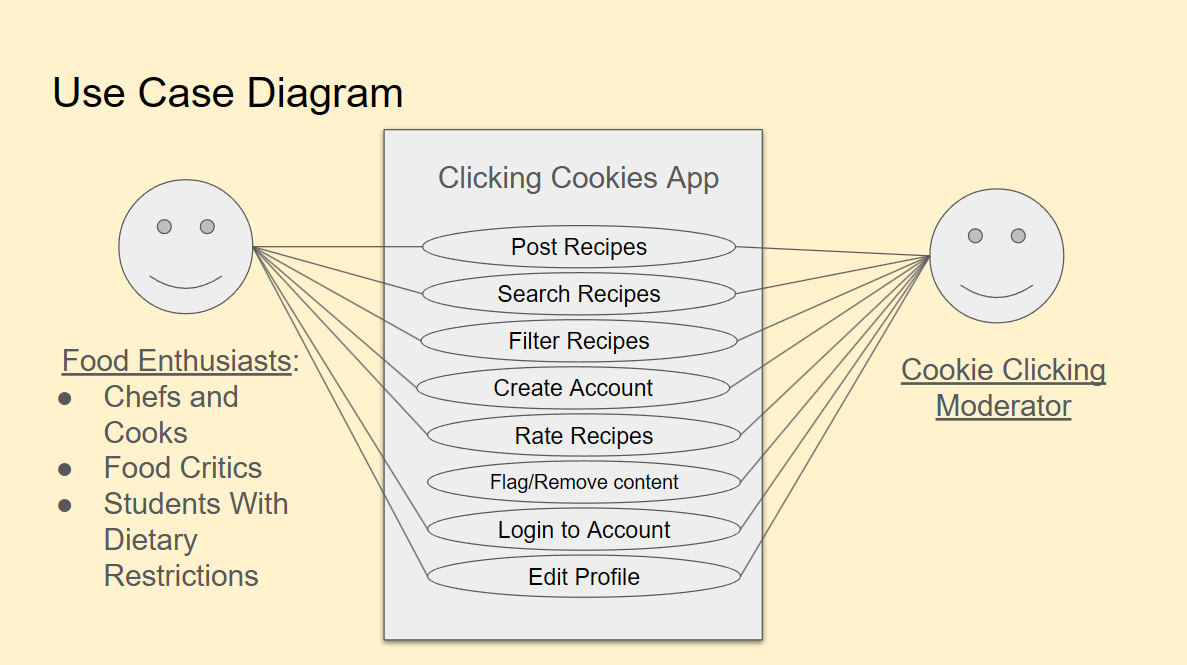 Use Case Diagram
Clicking Cookies App
Post Recipes
Search Recipes
Filter Recipes
Create Account
Rate Recipes
Flag/Remove content
Login to Account
Edit Profile
Food Enthusiasts:
● Chefs and
Cooks
● Food Critics
● Students With
Dietary
Restrictions
Cookie Clicking
Moderator